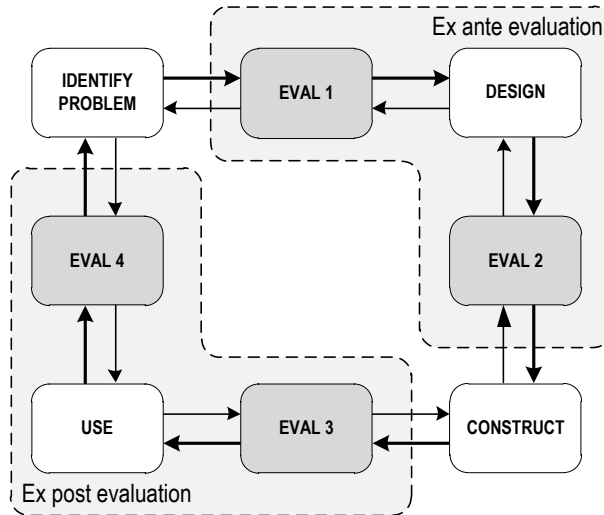 Ex ante evaluation
IDENTIFY
PROBLEM
EVAL 1
DESIGN
EVAL 4
EVAL 2
USE
EVAL 3
CONSTRUCT
Ex post evaluation